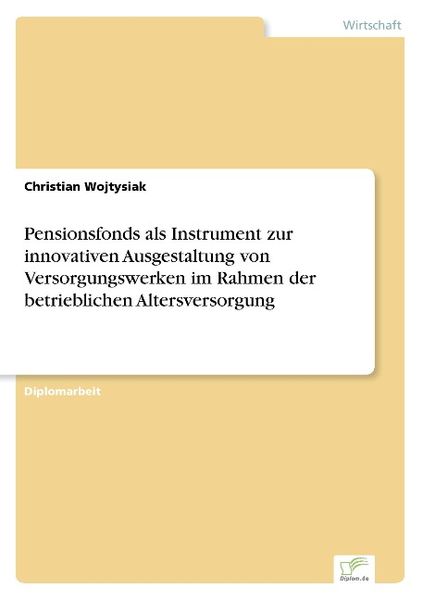 Wirtschaft
Christian Wojtysiak
Pensionsfonds als Instrument zur
innovativen Ausgestaltung von
Versorgungswerken im Rahmen der
betrieblichen Altersversorgung
Diplomarbeit
Diplom.de